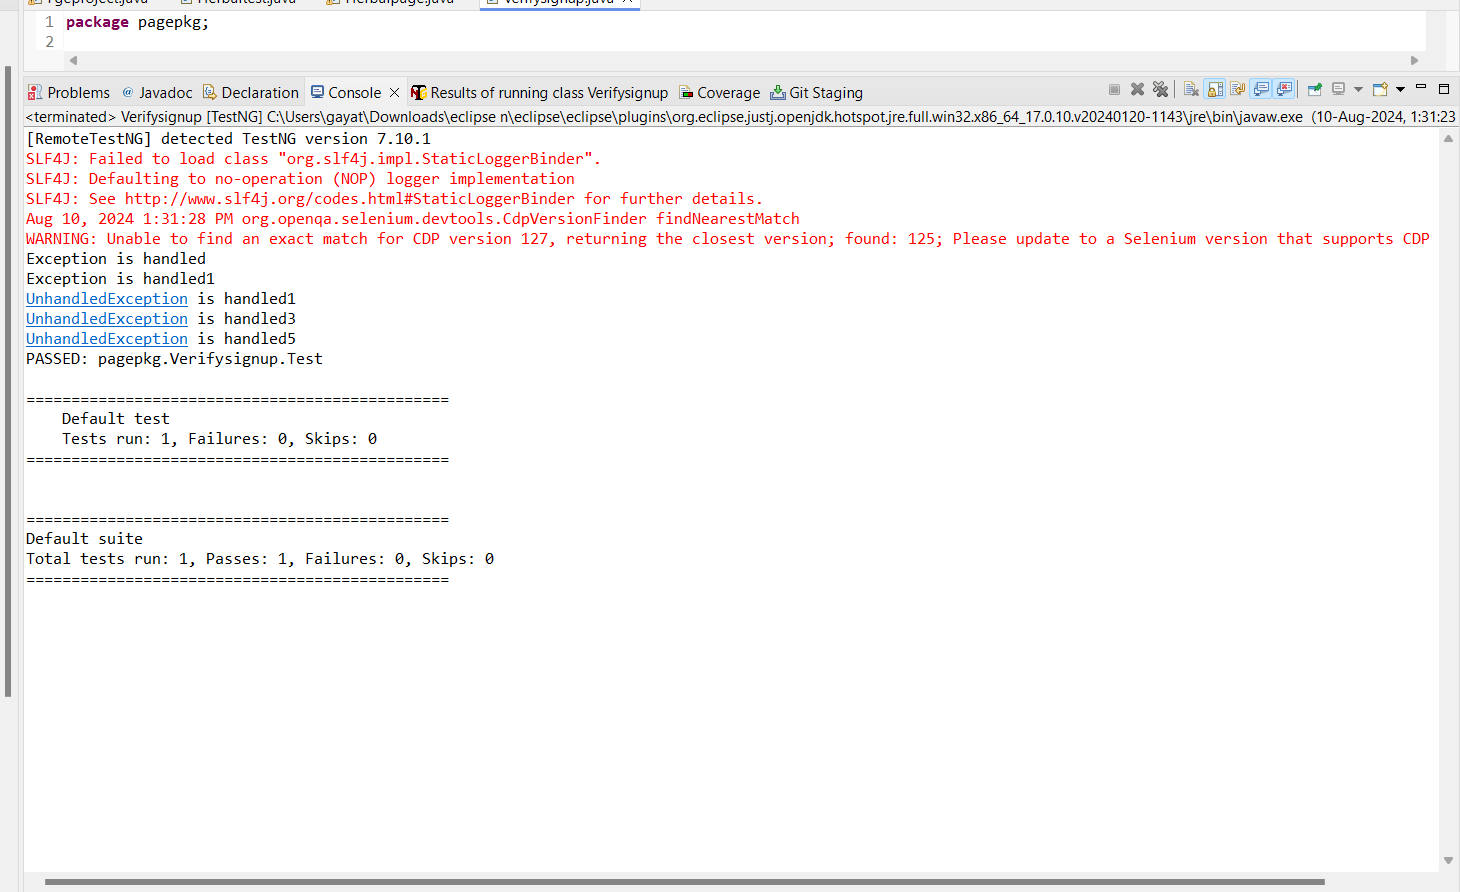 Herbaltest.java Herbalpage.java Verifysignup.java
1 package pagepkg;
2
Problems @ Javadoc Declaration Console Results of running class Verifysignup Coverage Git Staging
<terminated> Verifysignup [TestNG] C:\Users\gayat\Downloads\eclipse n\eclipse\eclipse\plugins\org.eclipse.justj.openjdk.hotspot.jre.full.win32.x86_64_17.0.10.v20240120-1143\jre\bin\javaw.exe (10-Aug-2024, 1:31:23
[RemoteTestNG] detected TestNG version 7.10.1
SLF4J: Failed to load class "org.slf4j.impl.StaticLoggerBinder".
SLF4J: Defaulting to no-operation (NOP) logger implementation
SLF4J: See http://www.slf4j.org/codes.html#StaticLoggerBinder for further details.
Aug 10, 2024 1:31:28 PM org.openqa.selenium.devtools.CdpVersionFinder findNearestMatch
WARNING: Unable to find an exact match for CDP version 127, returning the closest version; found: 125; Please update to a Selenium version that supports CDP
Exception is handled
Exception is handled1
UnhandledException is handled1
UnhandledException is handled3
UnhandledException is handled5
PASSED: pagepkg.Verifysignup.Test
===============================================
Default test
Tests run: 1, Failures: 0, Skips: 0
===============================================
===============================================
Default suite
Total tests run: 1, Passes: 1, Failures: 0, Skips: 0
===============================================